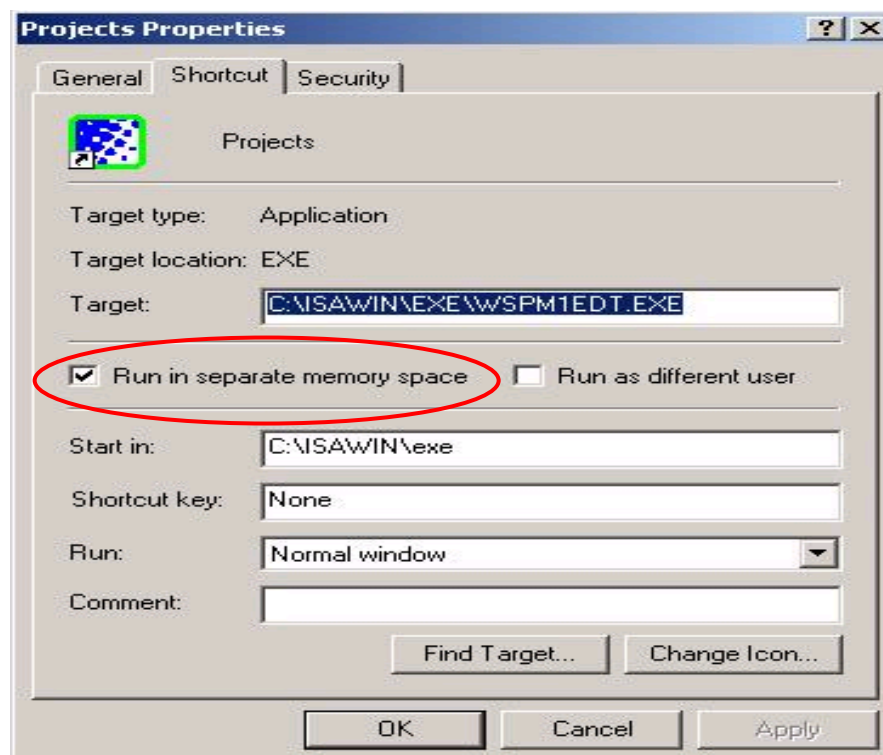 Projects Properties
General Shortcut Security
Projects
Target type: Application
Target location: EXE
Target: C:\ISAWIN\EXE\WSPM1EDT.EXE
Run in separate memory space Run as different user
Start in: C:\ISAWIN\exe
Shortcut key: None
Run: Normal window
Comment:
Find Target... Change Icon...
OK Cancel Apply